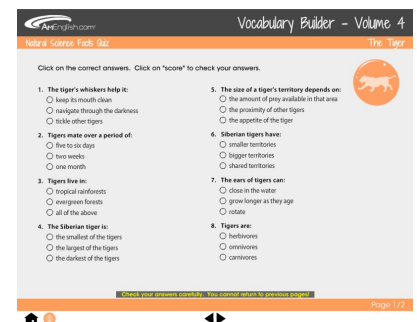 AmEnglish.com
Vocabulary Builder – Volume 4
Natural Science Facts Quiz
The Tiger
Click on the correct answers. Click on "score" to check your answers.
1. The tiger's whiskers help it:
keep its mouth clean
navigate through the darkness
tickle other tigers
2. Tigers mate over a period of:
five to six days
two weeks
one month
3. Tigers live in:
tropical rainforests
evergreen forests
all of the above
4. The Siberian tiger is:
the smallest of the tigers
the largest of the tigers
the darkest of the tigers
5. The size of a tiger's territory depends on:
the amount of prey available in that area
the proximity of other tigers
the appetite of the tiger
6. Siberian tigers have:
smaller territories
bigger territories
shared territories
7. The ears of tigers can:
close in the water
grow longer as they age
rotate
8. Tigers are:
herbivores
omnivores
carnivores
Check your answers carefully. You cannot return to previous pages!
Page 1/2